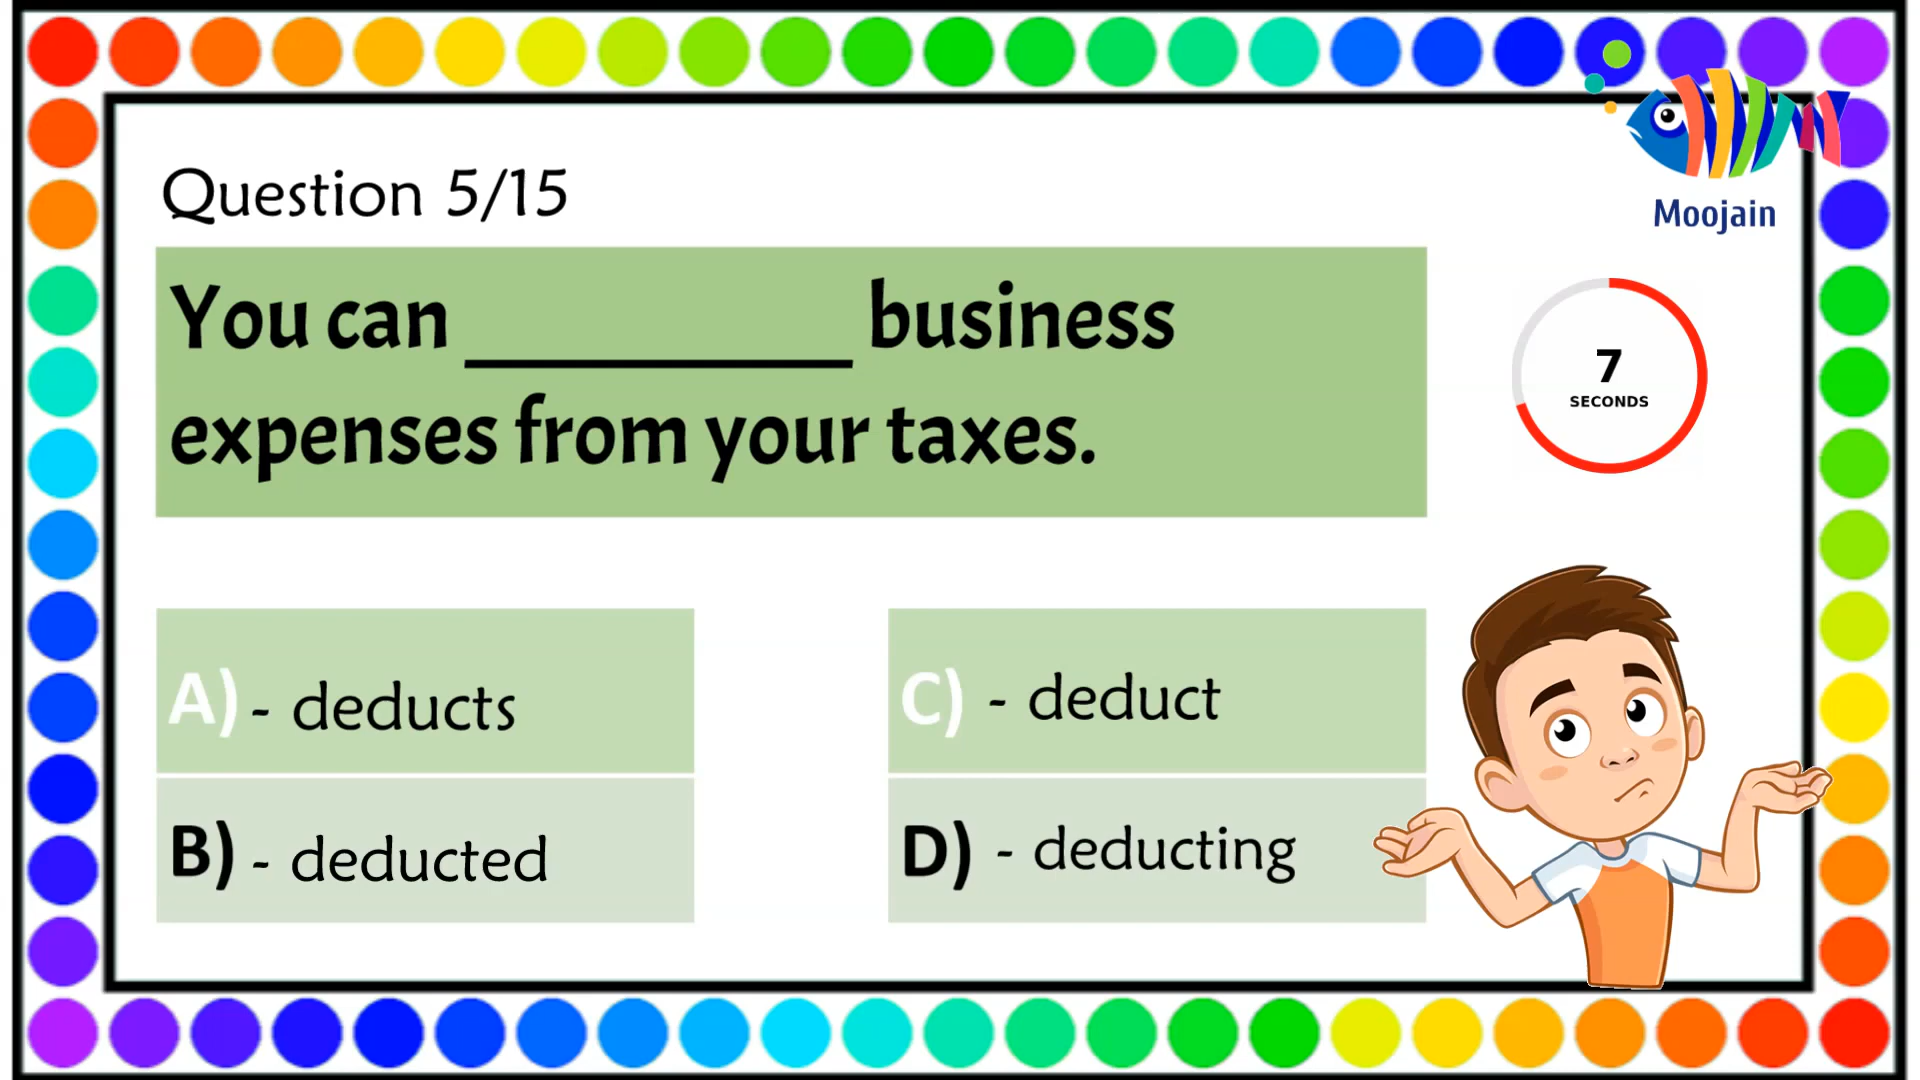 Question 5/15
Moojain
You can __________ business
expenses from your taxes.
7
SECONDS
A) - deducts
C) - deduct
B) - deducted
D) - deducting